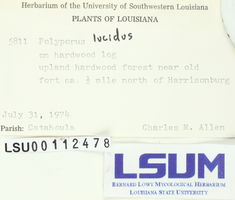 Herbarium of the University of Southwestern Louisiana
PLANTS OF LOUISIANA
5811 Polyporus lucidus
on hardwood log
upland hardwood forest near old
fort ca. ½ mile north of Harrisonburg
July 31, 1974
Parish: Catahoula Charles M. Allen
LSU00112478
LSUM
BERNARD LOWY MYCOLOGICAL HERBARIUM
LOUISIANA STATE UNIVERSITY